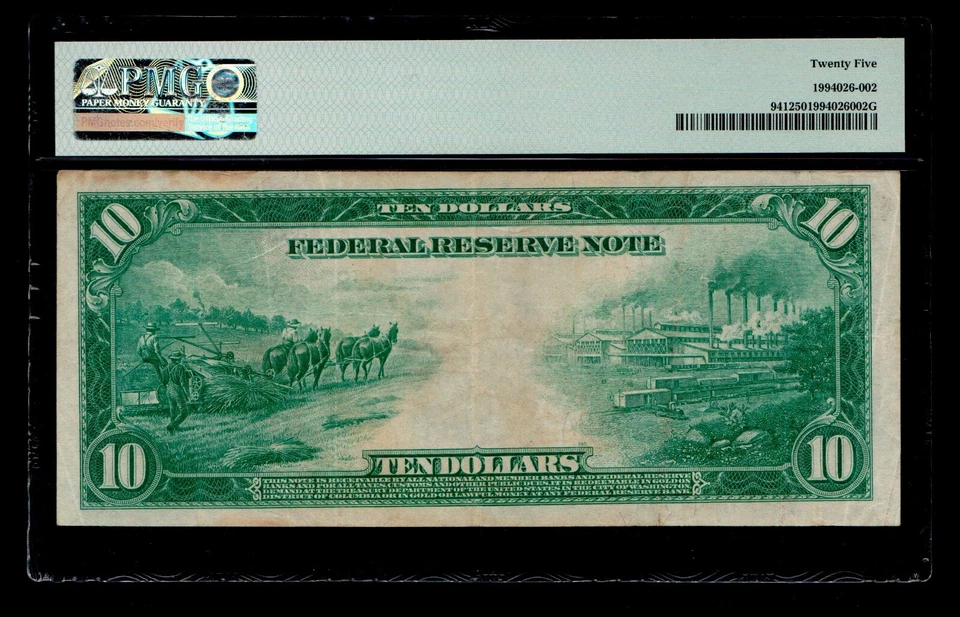 PMG
PAPER MONEY GUARANTY
PMGnotes.com/verify
Twenty Five
1994026-002
9412501994026002G
10
TEN DOLLARS
10
FEDERAL RESERVE NOTE
10
TEN DOLLARS
10
THIS NOTE IS RECEIVABLE BY ALL NATIONAL AND MEMBER BANKS AND FEDERAL RESERVE
BANKS AND FOR ALL TAXES, CUSTOMS AND OTHER PUBLIC DUES. IT IS REDEEMABLE IN GOLD ON
DEMAND AT THE TREASURY DEPARTMENT OF THE UNITED STATES IN THE CITY OF WASHINGTON
DISTRICT OF COLUMBIA OR IN GOLD OR LAWFUL MONEY AT ANY FEDERAL RESERVE BANK.